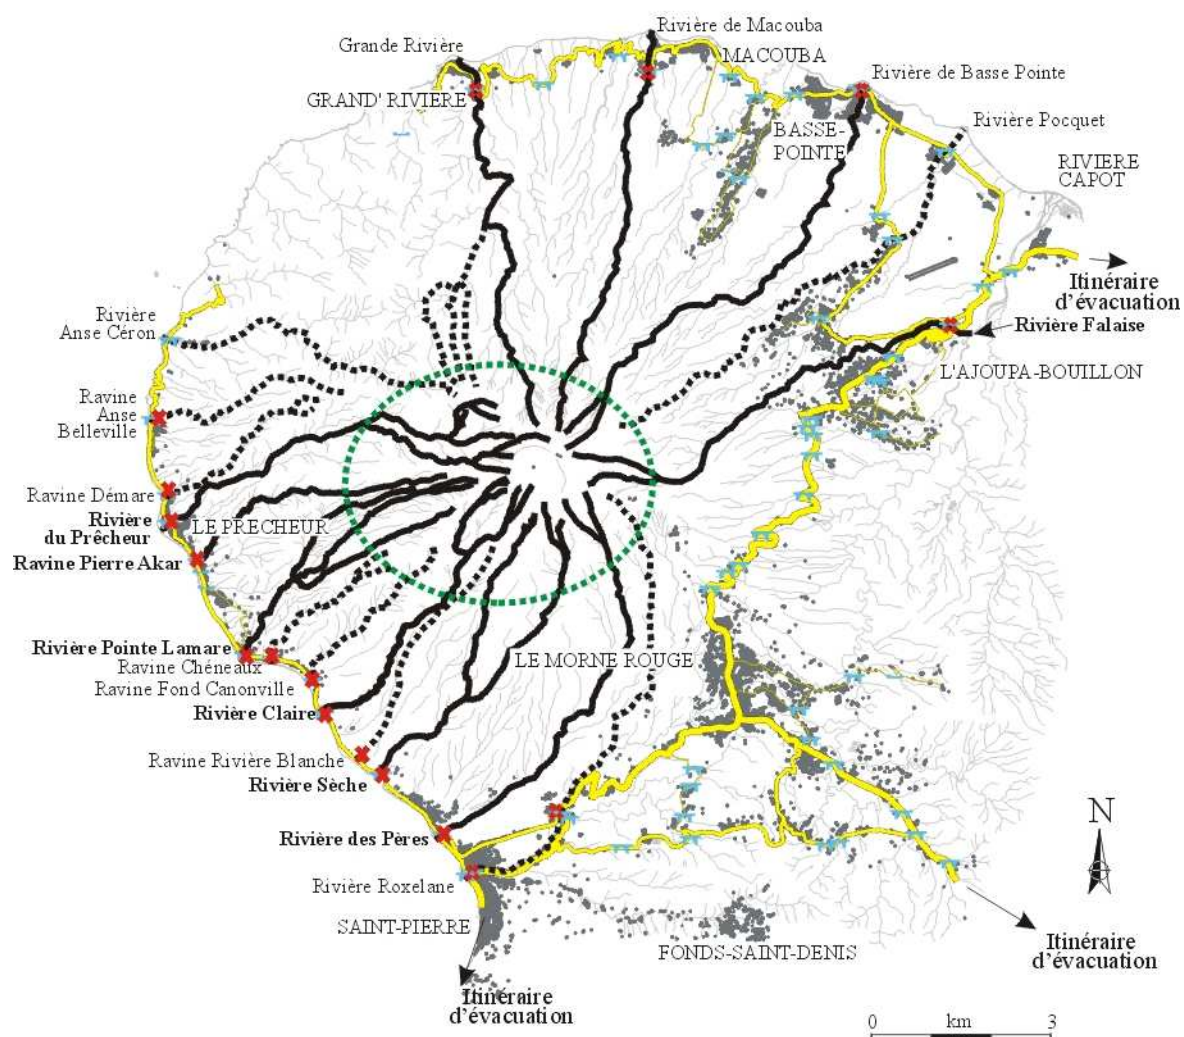 Rivière de Macouba
Grande Rivière
MACOUBA
Rivière de Basse Pointe
GRAND' RIVIERE
Rivière Pocquet
BASSE-
POINTE
RIVIERE
CAPOT
Itinéraire
d'évacuation
Rivière
Anse Céron
Rivière Falaise
L'AJOUPA-BOUILLON
Ravine
Anse
Belleville
Ravine Démare
Rivière
du Prêcheur
LE PRECHEUR
Ravine Pierre Akar
Rivière Pointe Lamare
Ravine Chéneaux
LE MORNE ROUGE
Ravine Fond Canonville
Rivière Claire
Ravine Rivière Blanche
Rivière Sèche
N
Rivière des Pères
Rivière Roxelane
SAINT-PIERRE
FONDS-SAINT-DENIS
Itinéraire
d'évacuation
Itinéraire
d'évacuation
0 km 3